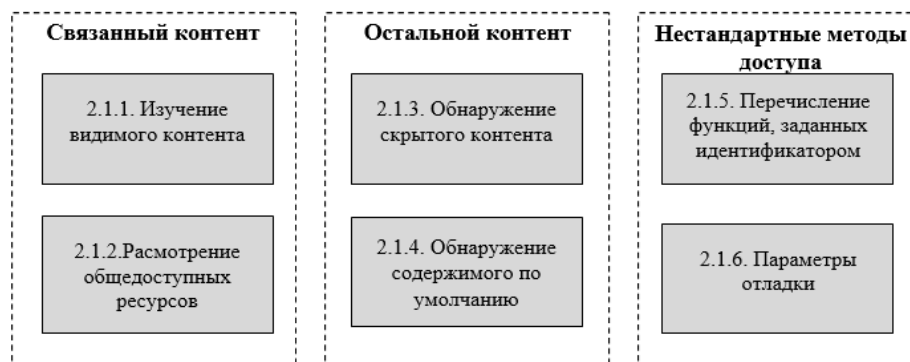 Связанный контент
2.1.1. Изучение
видимого контента
2.1.2.Расмотрение
общедоступных
ресурсов
Остальной контент
2.1.3. Обнаружение
скрытого контента
2.1.4. Обнаружение
содержимого по
умолчанию
Нестандартные методы
доступа
2.1.5. Перечисление
функций, заданных
идентификатором
2.1.6. Параметры
отладки